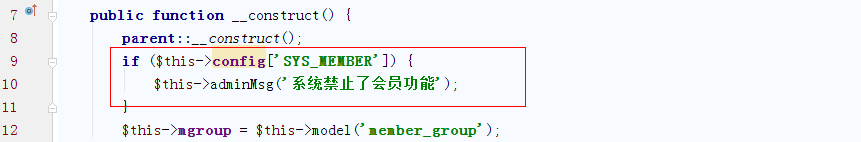 7 public function __construct() {
8 parent::__construct();
9 if ($this->config['SYS_MEMBER']) {
10 $this->adminMsg('系统禁止了会员功能');
11 }
12 $this->mgroup = $this->model('member_group');